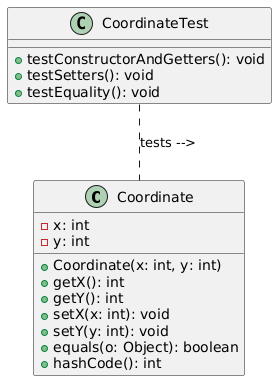 C CoordinateTest
testConstructorAndGetters(): void
testSetters(): void
testEquality(): void
tests -->
C Coordinate
x: int
y: int
Coordinate(x: int, y: int)
getX(): int
getY(): int
setX(x: int): void
setY(y: int): void
equals(o: Object): boolean
hashCode(): int